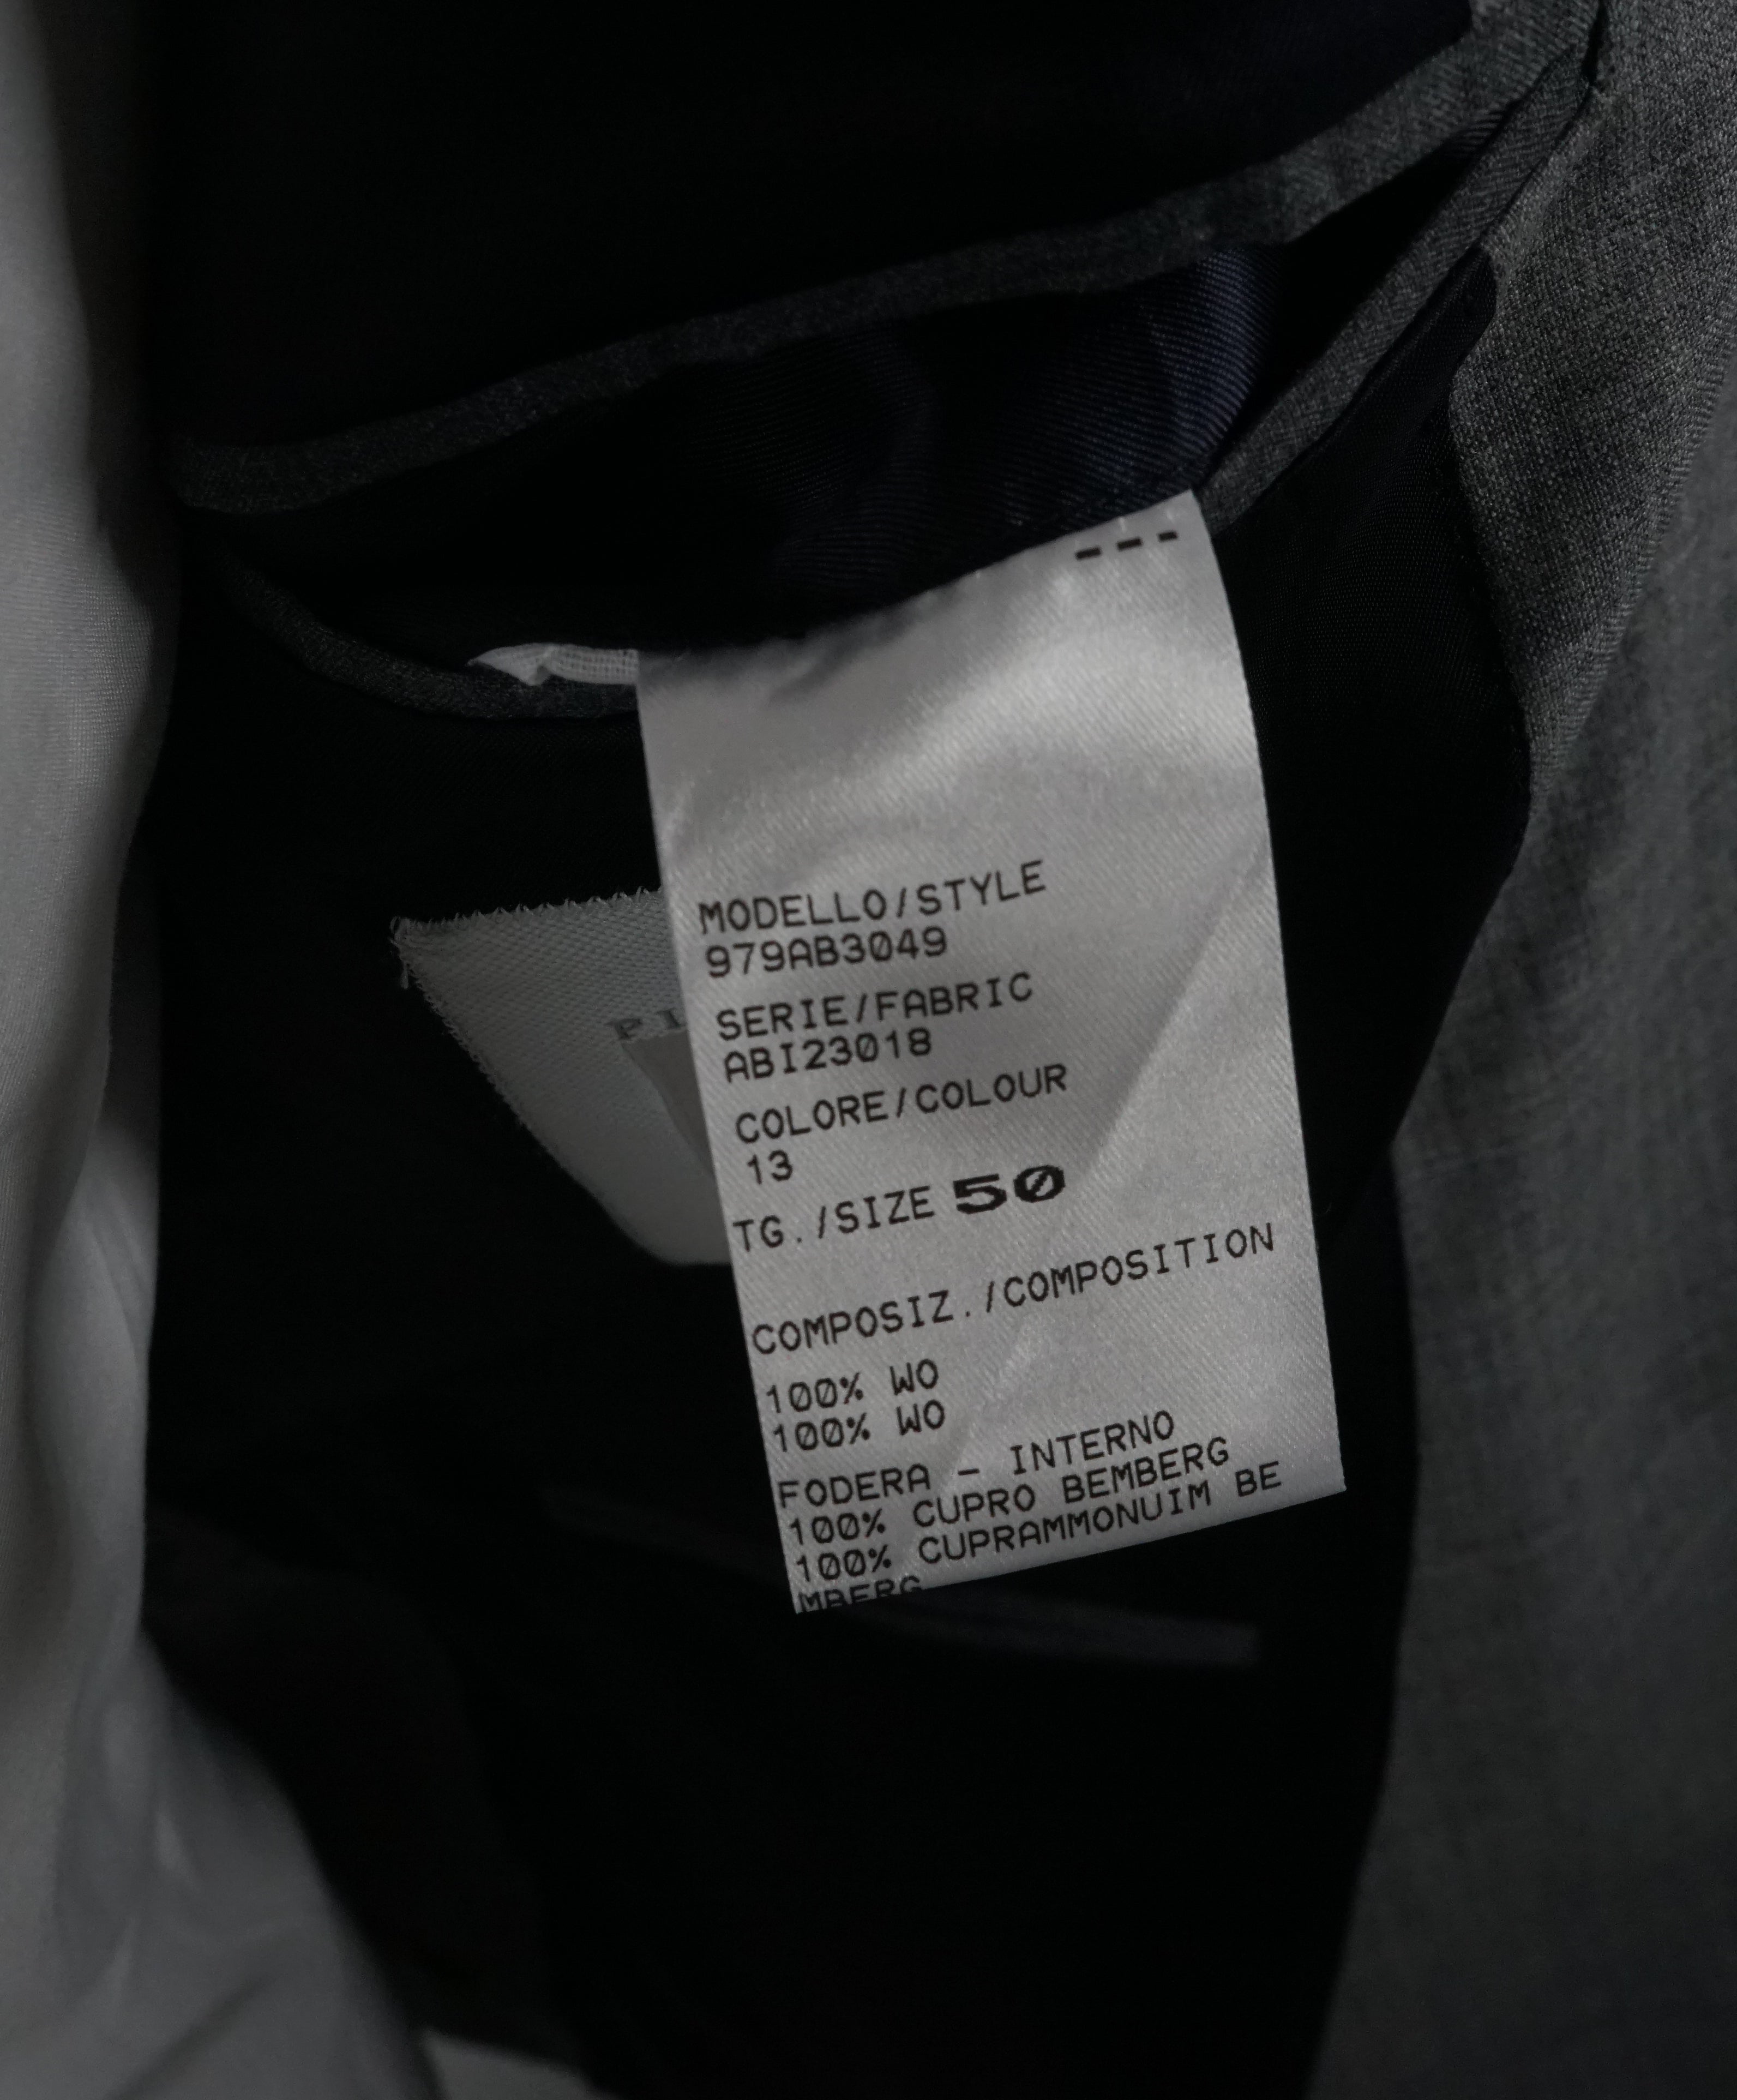 ---
MODELLO/STYLE
979AB3049
SERIE/FABRIC
ABI23018
COLORE/COLOUR
13
TG./SIZE 50
COMPOSIZ./COMPOSITION
100% WO
100% WO
FODERA - INTERNO
100% CUPRO BEMBERG
100% CUPRAMMONUIM BE
MBERG